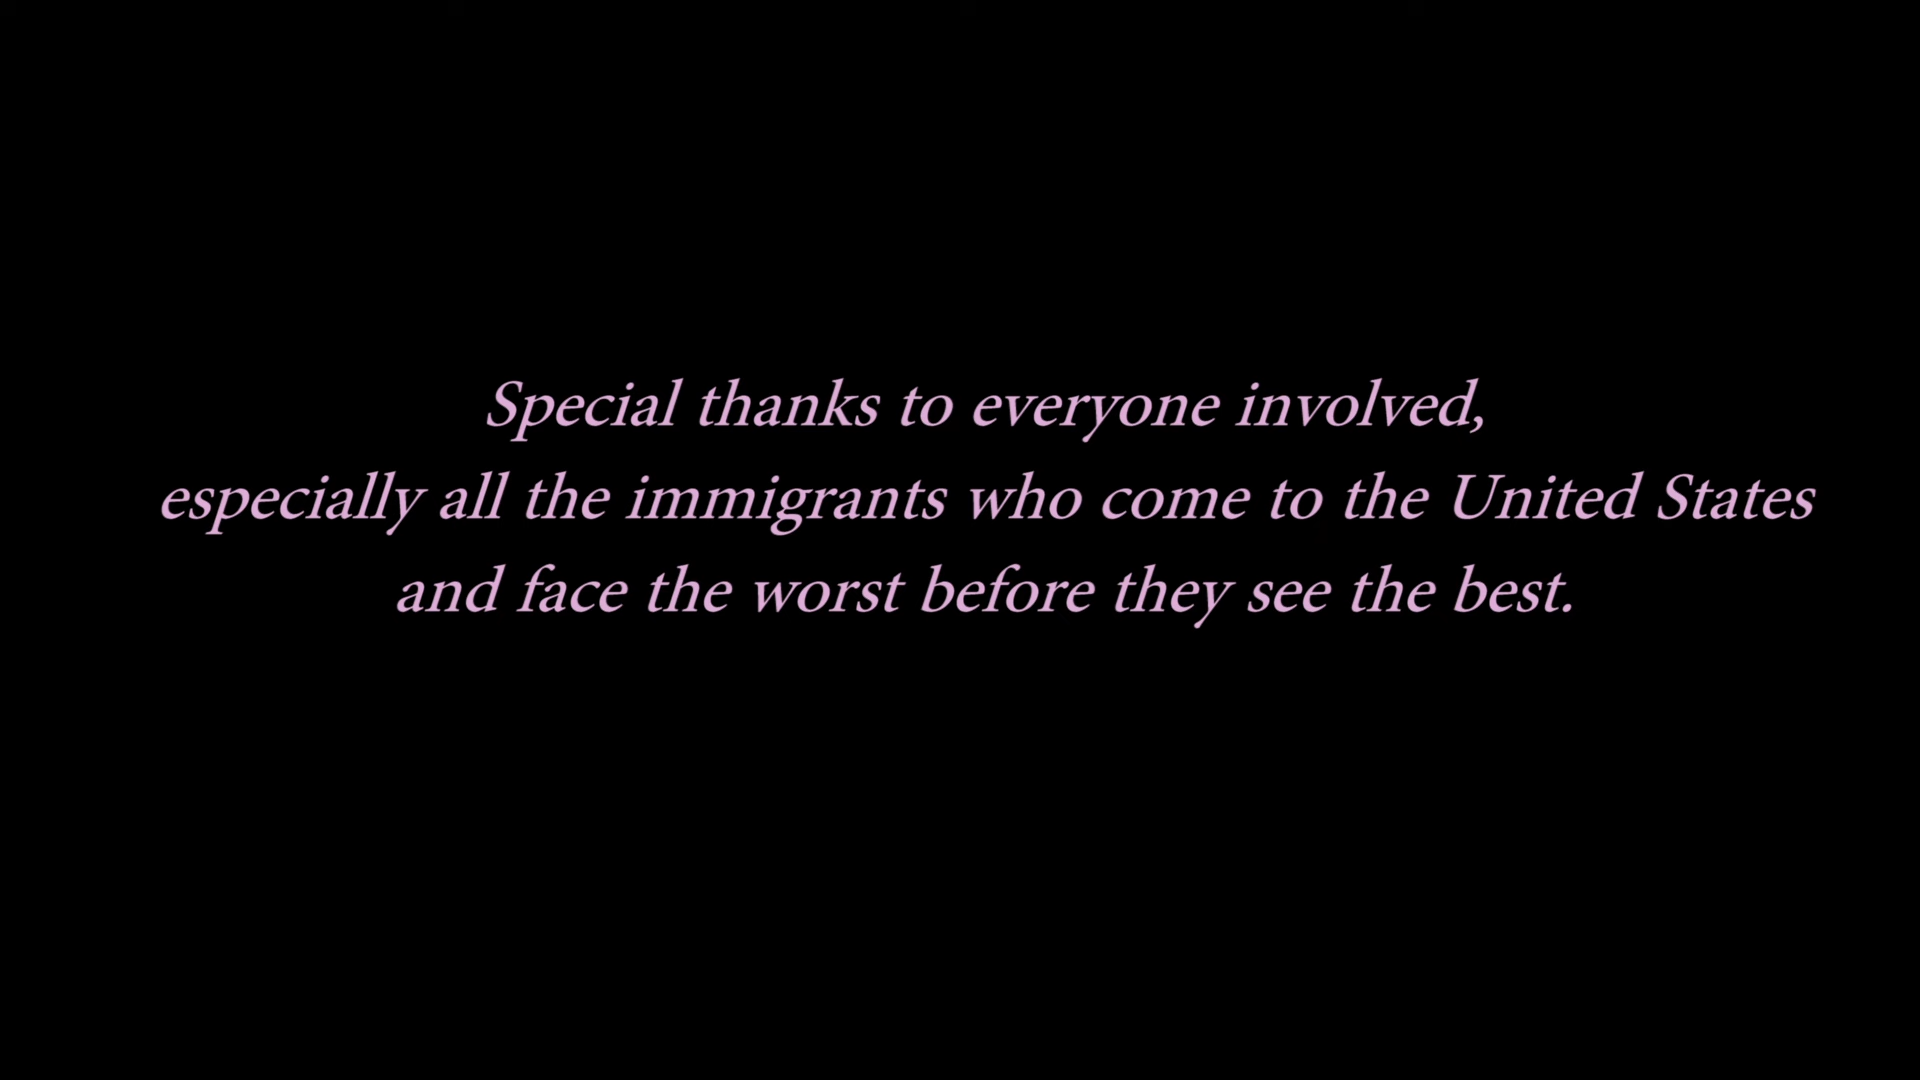 Special thanks to everyone involved,
especially all the immigrants who come to the United States
and face the worst before they see the best.